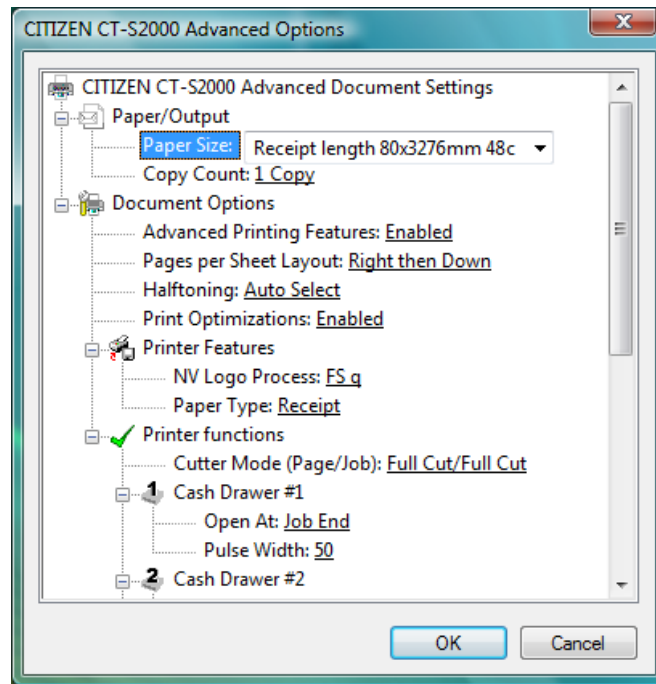 CITIZEN CT-S2000 Advanced Options
CITIZEN CT-S2000 Advanced Document Settings
Paper/Output
Paper Size: Receipt length 80x3276mm 48c
Copy Count: 1 Copy
Document Options
Advanced Printing Features: Enabled
Pages per Sheet Layout: Right then Down
Halftoning: Auto Select
Print Optimizations: Enabled
Printer Features
NV Logo Process: FS q
Paper Type: Receipt
Printer functions
Cutter Mode (Page/Job): Full Cut/Full Cut
1 Cash Drawer #1
Open At: Job End
Pulse Width: 50
2 Cash Drawer #2
OK Cancel